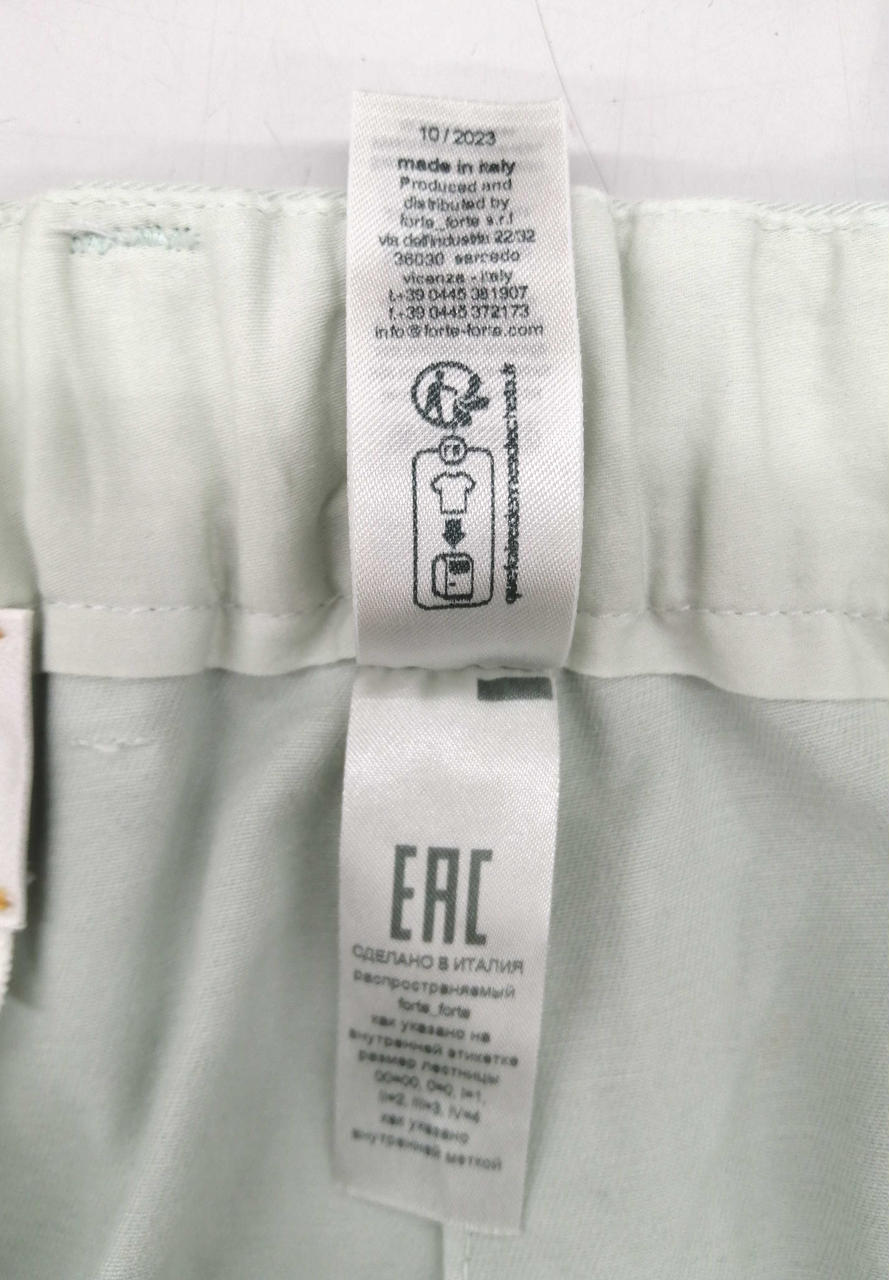 10/2023
made in italy
Produced and
distributed by
forte_forte s.r.l
via dell'industria 22/32
36030 sarcedo
vicenza - italy
t.+39 0445 381907
f.+39 0445 372173
info@forte-forte.com
quefairedemesdechets.fr
EAC
СДЕЛАНО В ИТАЛИЯ
распространяемый
forte_forte
как указано на
внутренней этикетке
размер лестницы
00=00, 0=0, I=1,
II=2, III=3, IV=4
как указано
внутренней меткой